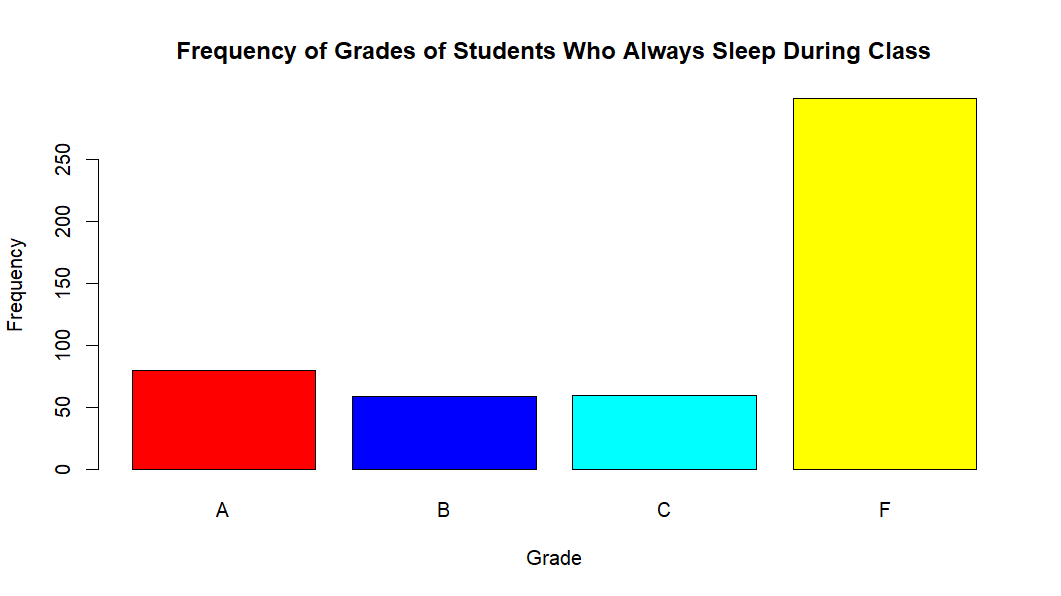 Frequency of Grades of Students Who Always Sleep During Class
Frequency
250
200
150
100
50
0
A B C F
Grade